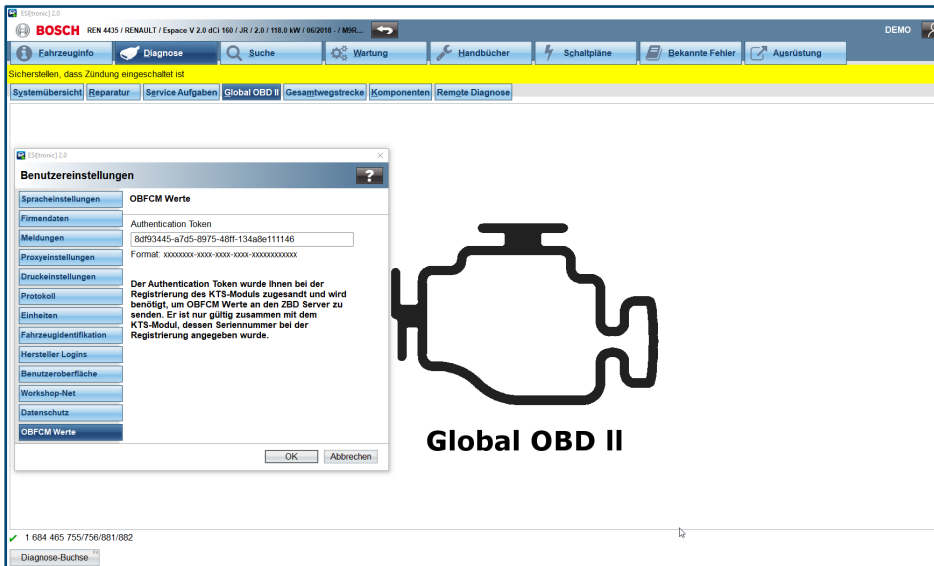 ESI[tronic] 2.0
BOSCH REN 4435 / RENAULT / Espace V 2.0 dCi 160 / JR / 2.0 / 118.0 kW / 06/2018 - / M9R... DEMO
Fahrzeuginfo Diagnose Suche Wartung Handbücher Schaltpläne Bekannte Fehler Ausrüstung
Sicherstellen, dass Zündung eingeschaltet ist
Systemübersicht Reparatur Service Aufgaben Global OBD II Gesamtwegstrecke Komponenten Remote Diagnose
ESI[tronic] 2.0
Benutzereinstellungen ?
Spracheinstellungen
Firmendaten
Meldungen
Proxyeinstellungen
Druckeinstellungen
Protokoll
Einheiten
Fahrzeugidentifikation
Hersteller Logins
Benutzeroberfläche
Workshop-Net
Datenschutz
OBFCM Werte
OBFCM Werte
Authentication Token
8df93445-a7d5-8975-48ff-134a8e111146
Format: xxxxxxxx-xxxx-xxxx-xxxx-xxxxxxxxxxxx
Der Authentication Token wurde Ihnen bei der
Registrierung des KTS-Moduls zugesandt und wird
benötigt, um OBFCM Werte an den ZBD Server zu
senden. Er ist nur gültig zusammen mit dem
KTS-Modul, dessen Seriennummer bei der
Registrierung angegeben wurde.
OK Abbrechen
Global OBD II
1 684 465 755/756/881/882
Diagnose-Buchse